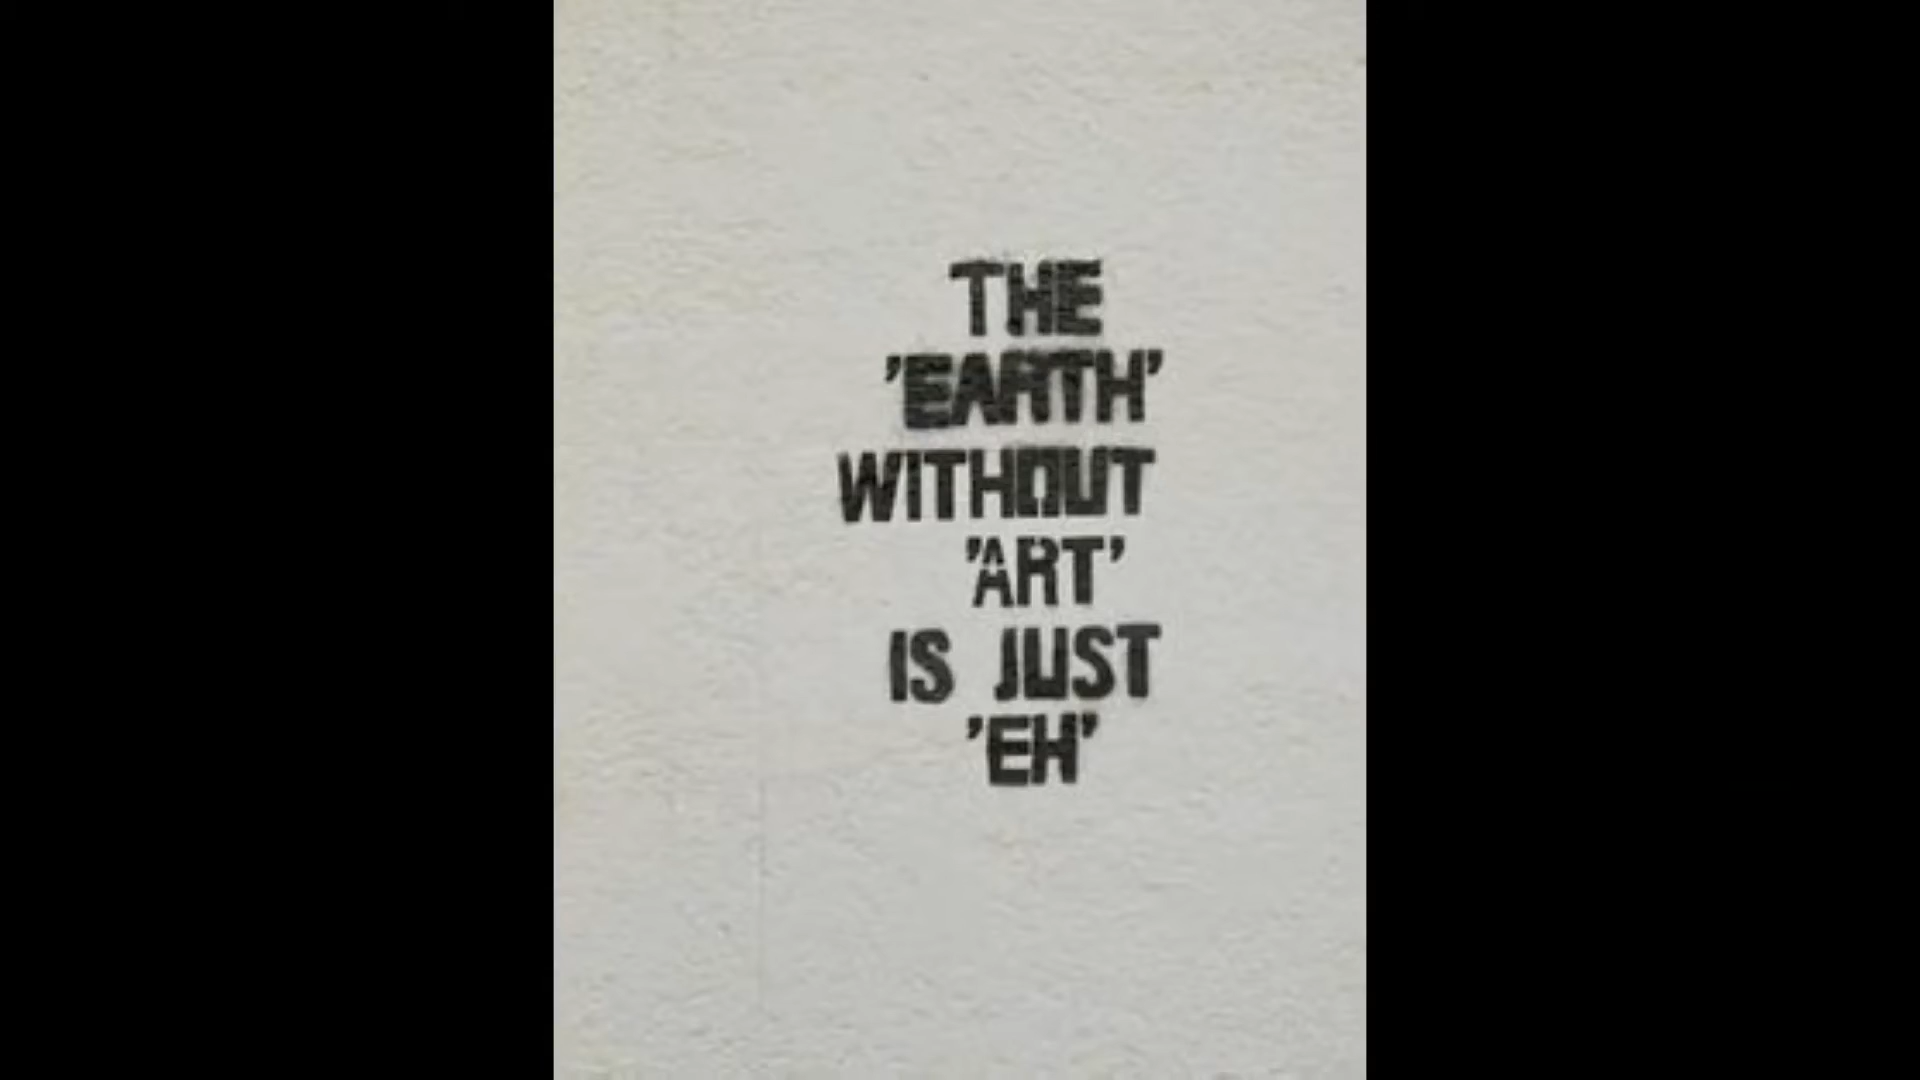 THE
’EARTH’
WITHOUT
’ART’
IS JUST
’EH’